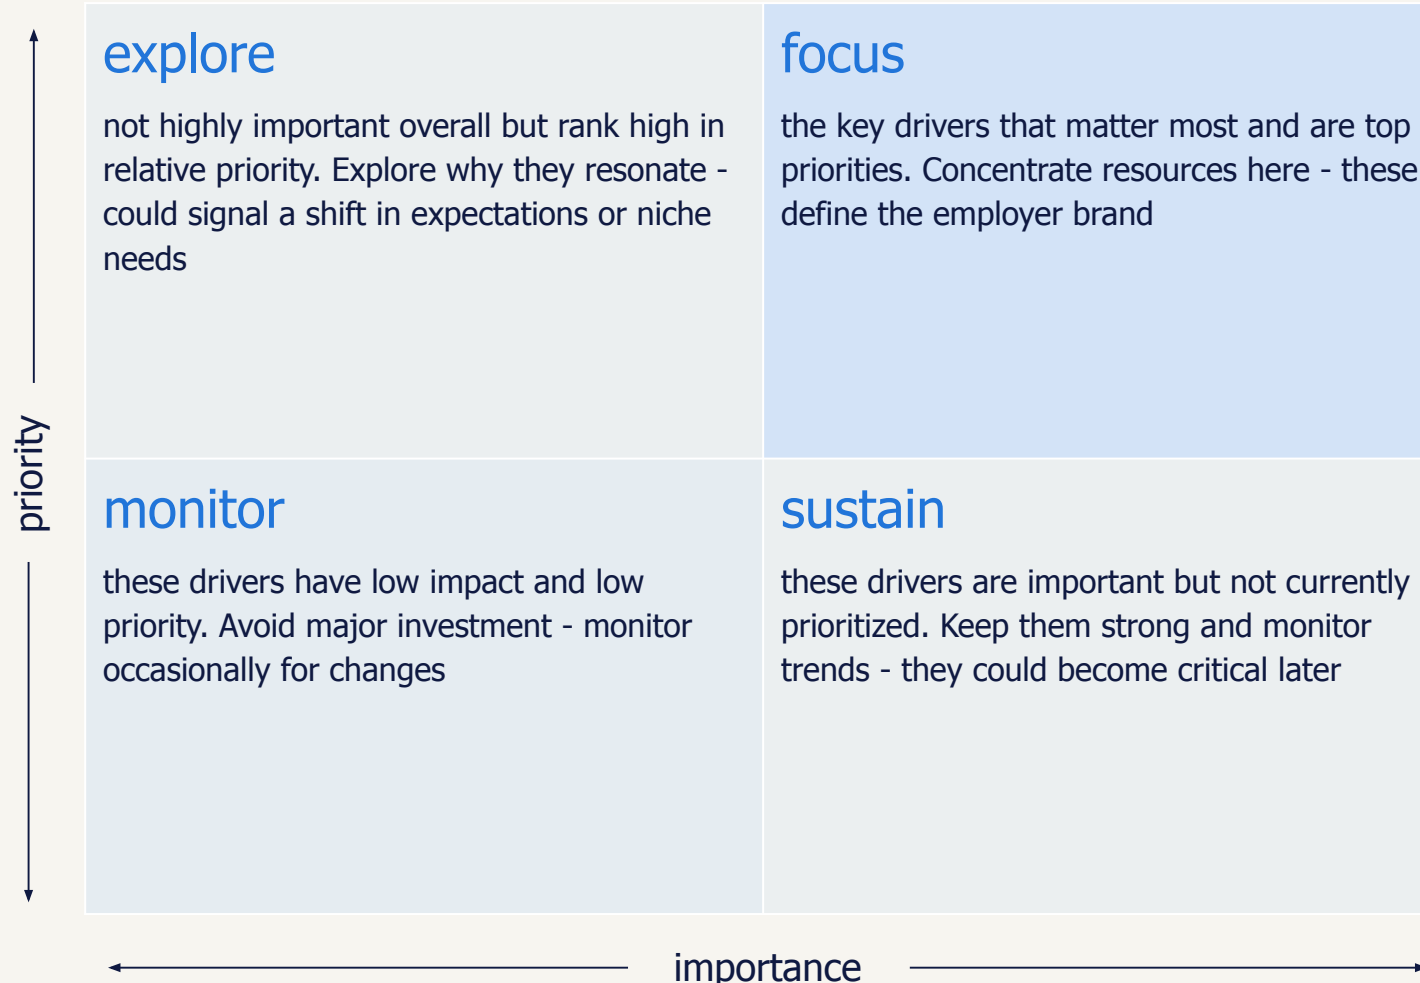 explore
not highly important overall but rank high in
relative priority. Explore why they resonate -
could signal a shift in expectations or niche
needs
focus
the key drivers that matter most and are top
priorities. Concentrate resources here - these
define the employer brand
priority
monitor
these drivers have low impact and low
priority. Avoid major investment - monitor
occasionally for changes
sustain
these drivers are important but not currently
prioritized. Keep them strong and monitor
trends - they could become critical later
importance